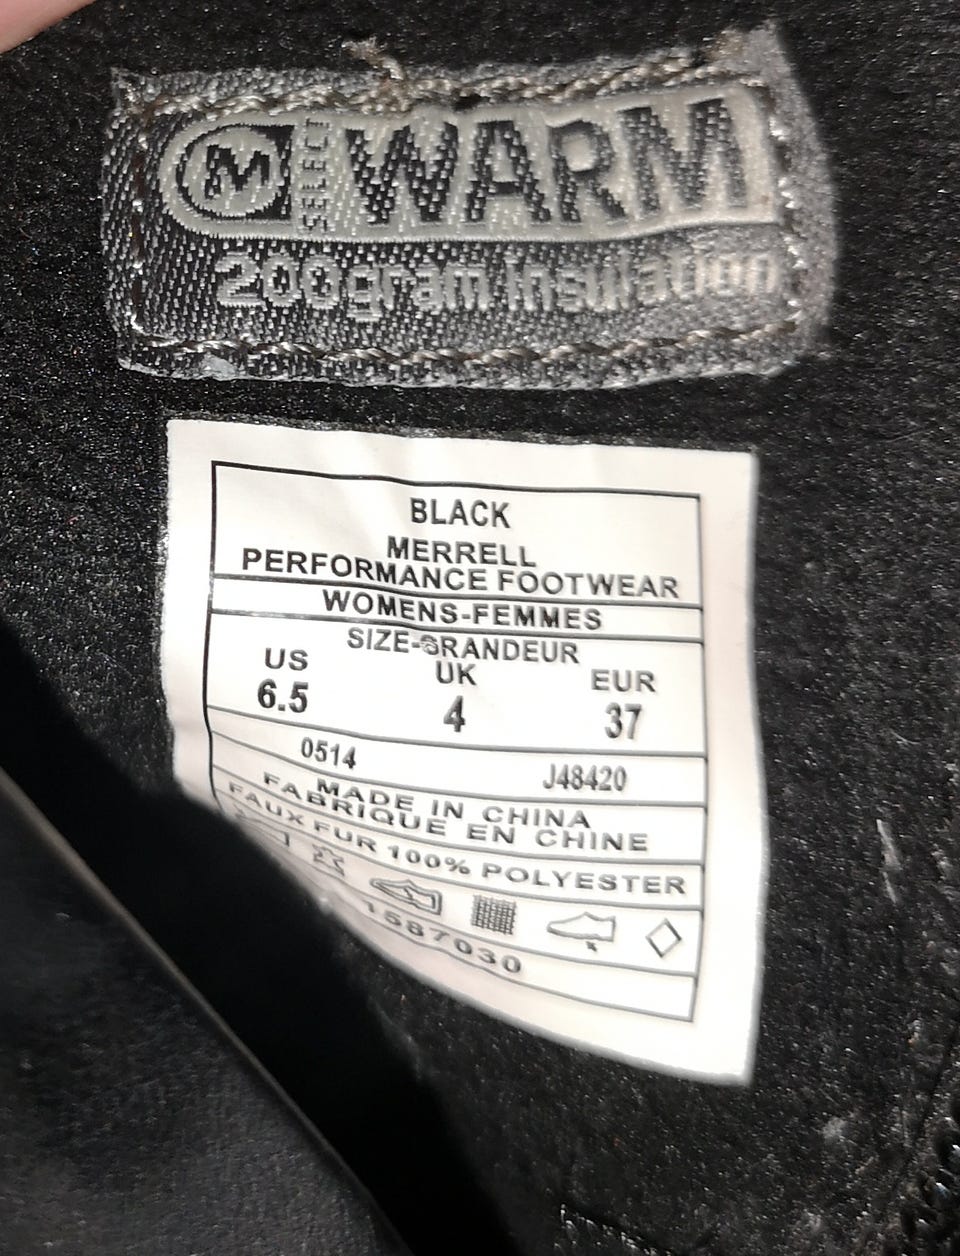 M SELECT WARM
200gram insulation
BLACK
MERRELL
PERFORMANCE FOOTWEAR
WOMENS-FEMMES
SIZE-GRANDEUR
US UK EUR
6.5 4 37
0514 J48420
MADE IN CHINA
FABRIQUE EN CHINE
FAUX FUR 100% POLYESTER
1587030